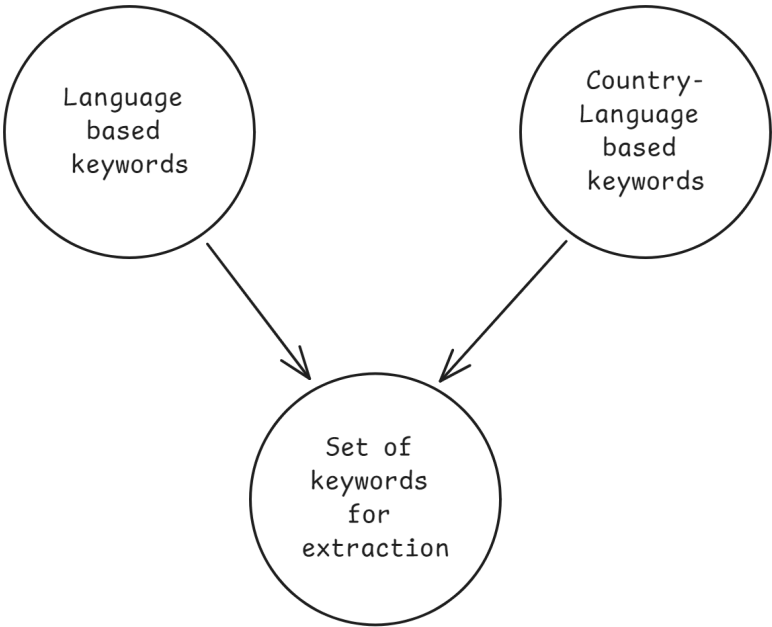 Language
based
keywords
Country-
Language
based
keywords
Set of
keywords
for
extraction